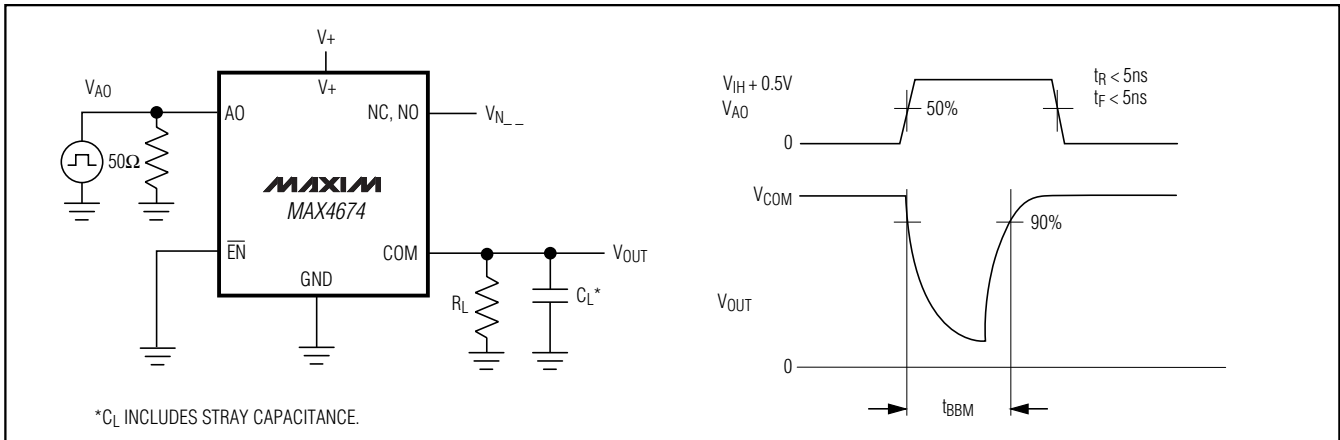 V+
V+
VAO
AO
NC, NO
VN_ _
50Ω
MAXIM
MAX4674
EN
COM
VOUT
GND
RL
CL*
*CL INCLUDES STRAY CAPACITANCE.
VIH + 0.5V
VAO
50%
tR < 5ns
tF < 5ns
0
VCOM
90%
VOUT
0
tBBM